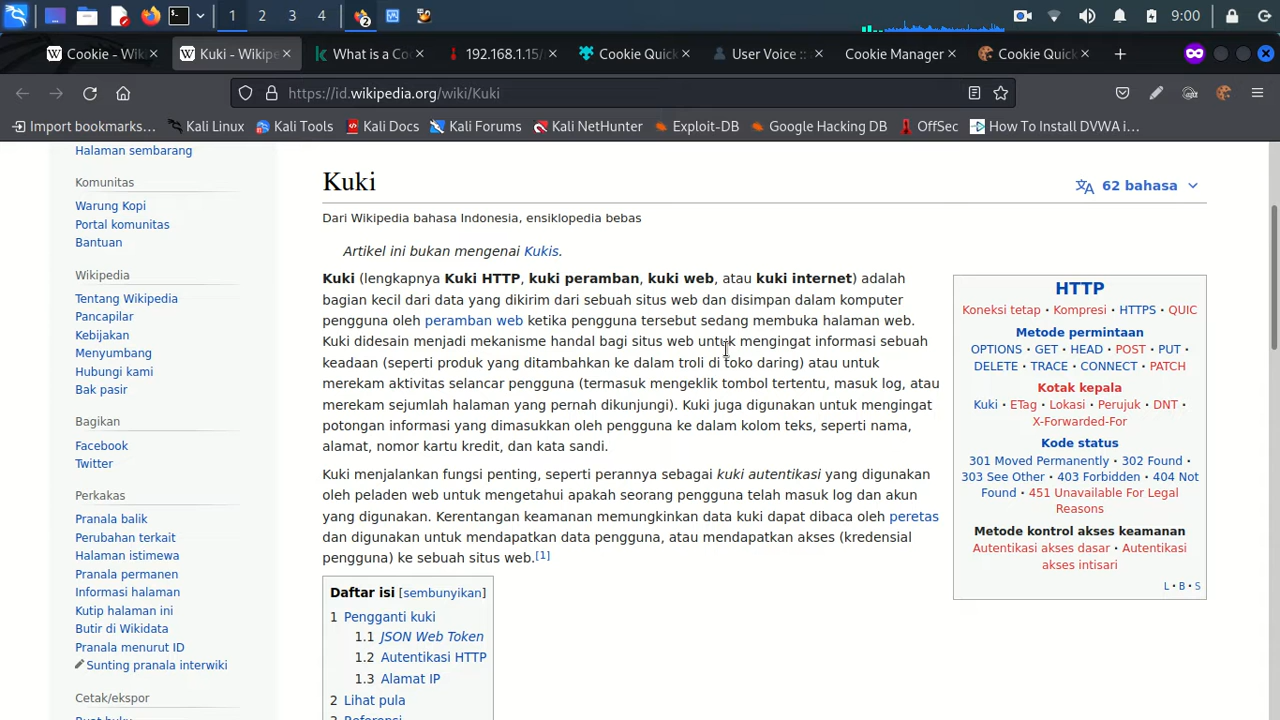 1 2 3 4 2 9:00
Cookie - Wik
Kuki - Wikipe
What is a Coo
192.168.1.15/
Cookie Quick
User Voice ::
Cookie Manager
Cookie Quick
https://id.wikipedia.org/wiki/Kuki
Import bookmarks…
Kali Linux
Kali Tools
Kali Docs
Kali Forums
Kali NetHunter
Exploit-DB
Google Hacking DB
OffSec
How To Install DVWA i…
Halaman sembarang
Komunitas
Warung Kopi
Portal komunitas
Bantuan
Wikipedia
Tentang Wikipedia
Pancapilar
Kebijakan
Menyumbang
Hubungi kami
Bak pasir
Bagikan
Facebook
Twitter
Perkakas
Pranala balik
Perubahan terkait
Halaman istimewa
Pranala permanen
Informasi halaman
Kutip halaman ini
Butir di Wikidata
Pranala menurut ID
Sunting pranala interwiki
Cetak/ekspor
Kuki
62 bahasa
Dari Wikipedia bahasa Indonesia, ensiklopedia bebas
Artikel ini bukan mengenai Kukis.
Kuki (lengkapnya Kuki HTTP, kuki peramban, kuki web, atau kuki internet) adalah
bagian kecil dari data yang dikirim dari sebuah situs web dan disimpan dalam komputer
pengguna oleh peramban web ketika pengguna tersebut sedang membuka halaman web.
Kuki didesain menjadi mekanisme handal bagi situs web untuk mengingat informasi sebuah
keadaan (seperti produk yang ditambahkan ke dalam troli di toko daring) atau untuk
merekam aktivitas selancar pengguna (termasuk mengeklik tombol tertentu, masuk log, atau
merekam sejumlah halaman yang pernah dikunjungi). Kuki juga digunakan untuk mengingat
potongan informasi yang dimasukkan oleh pengguna ke dalam kolom teks, seperti nama,
alamat, nomor kartu kredit, dan kata sandi.
Kuki menjalankan fungsi penting, seperti perannya sebagai kuki autentikasi yang digunakan
oleh peladen web untuk mengetahui apakah seorang pengguna telah masuk log dan akun
yang digunakan. Kerentangan keamanan memungkinkan data kuki dapat dibaca oleh peretas
dan digunakan untuk mendapatkan data pengguna, atau mendapatkan akses (kredensial
pengguna) ke sebuah situs web.[1]
Daftar isi [sembunyikan]
1 Pengganti kuki
1.1 JSON Web Token
1.2 Autentikasi HTTP
1.3 Alamat IP
2 Lihat pula
3 Referensi
HTTP
Koneksi tetap · Kompresi · HTTPS · QUIC
Metode permintaan
OPTIONS · GET · HEAD · POST · PUT ·
DELETE · TRACE · CONNECT · PATCH
Kotak kepala
Kuki · ETag · Lokasi · Perujuk · DNT ·
X-Forwarded-For
Kode status
301 Moved Permanently · 302 Found ·
303 See Other · 403 Forbidden · 404 Not
Found · 451 Unavailable For Legal
Reasons
Metode kontrol akses keamanan
Autentikasi akses dasar · Autentikasi
akses intisari
L · B · S